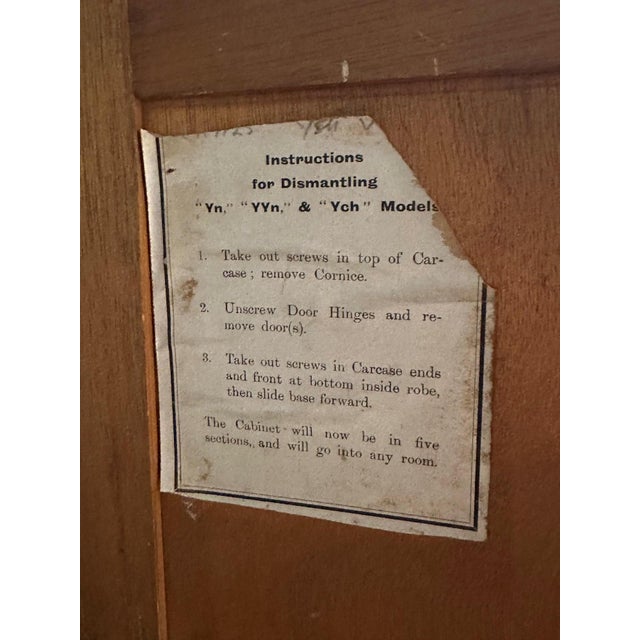 Instructions
for Dismantling
"Yn," "YYn," & "Ych" Models
1. Take out screws in top of Car-
case ; remove Cornice.
2. Unscrew Door Hinges and re-
move door(s).
3. Take out screws in Carcase ends
and front at bottom inside robe,
then slide base forward.
The Cabinet will now be in five
sections, and will go into any room.